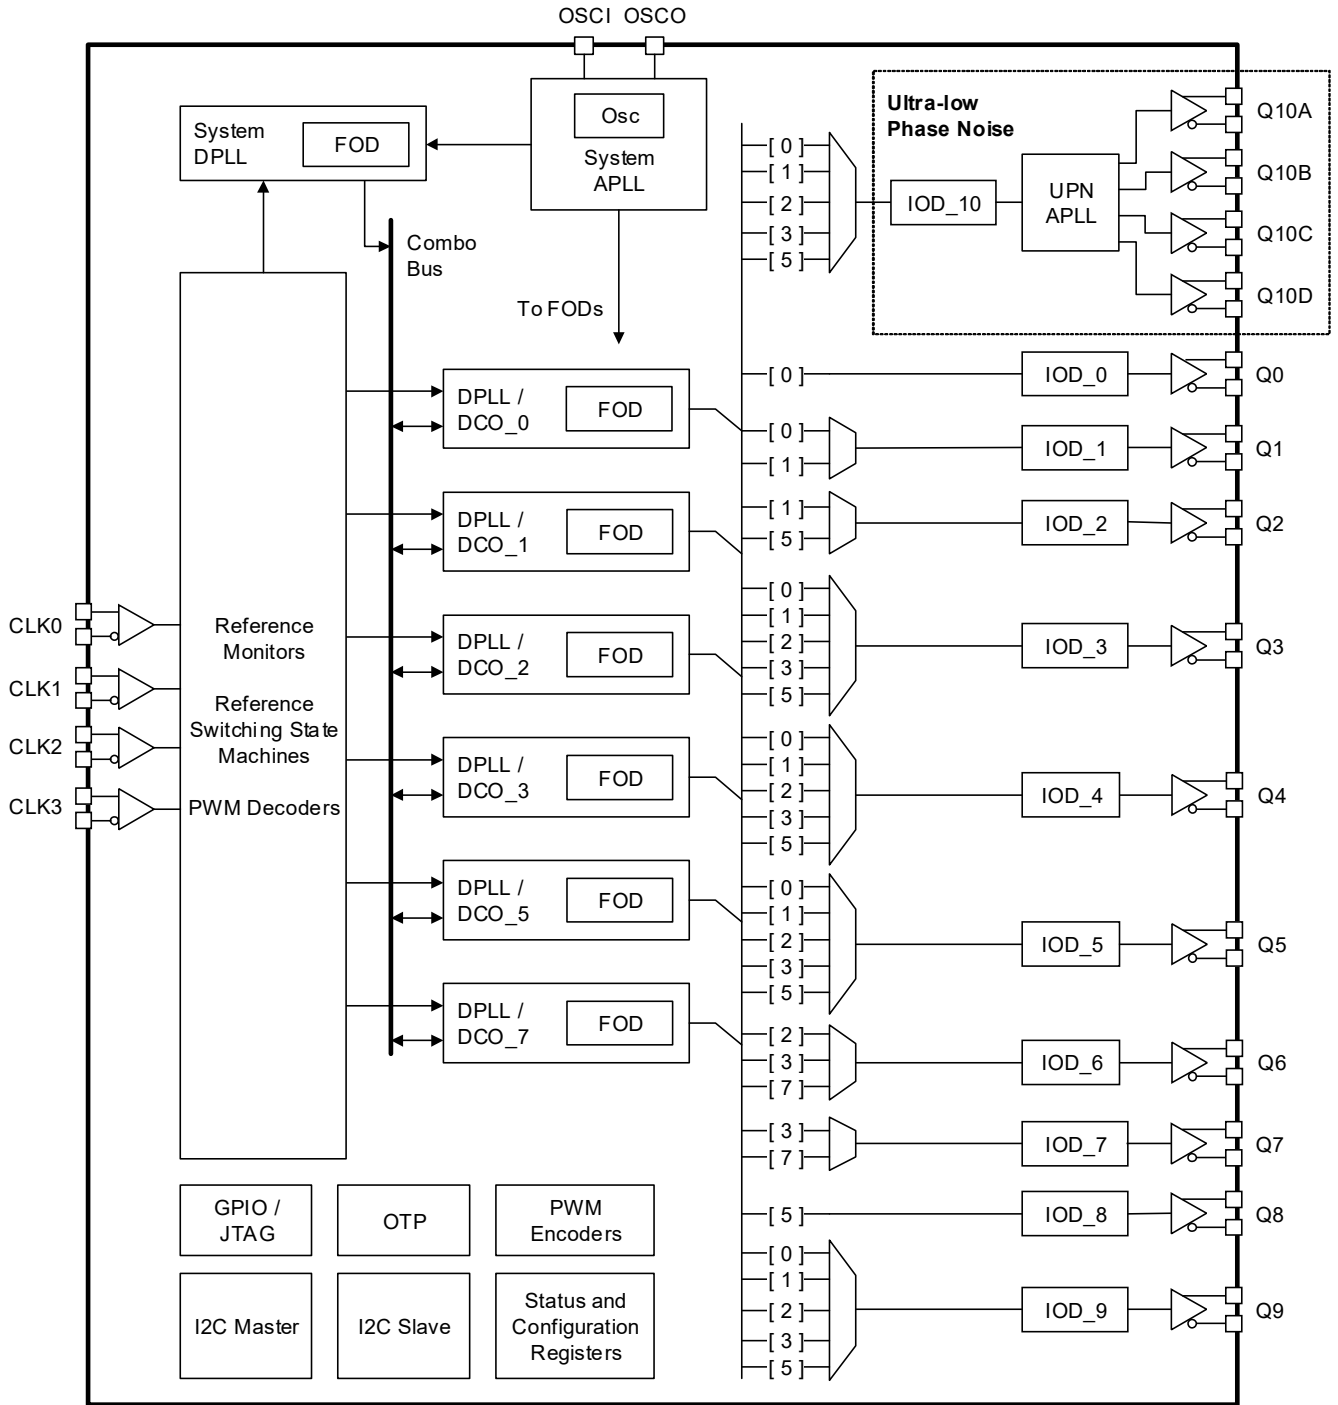 OSCI OSCO
Osc
System
APLL
System
DPLL
FOD
Combo
Bus
To FODs
Ultra-low
Phase Noise
[ 0 ]
[ 1 ]
[ 2 ]
[ 3 ]
[ 5 ]
IOD_10
UPN
APLL
Q10A
Q10B
Q10C
Q10D
CLK0
CLK1
CLK2
CLK3
Reference
Monitors
Reference
Switching State
Machines
PWM Decoders
DPLL /
DCO_0
FOD
DPLL /
DCO_1
FOD
DPLL /
DCO_2
FOD
DPLL /
DCO_3
FOD
DPLL /
DCO_5
FOD
DPLL /
DCO_7
FOD
[ 0 ]
IOD_0
Q0
[ 0 ]
[ 1 ]
IOD_1
Q1
[ 1 ]
[ 5 ]
IOD_2
Q2
[ 0 ]
[ 1 ]
[ 2 ]
[ 3 ]
[ 5 ]
IOD_3
Q3
[ 0 ]
[ 1 ]
[ 2 ]
[ 3 ]
[ 5 ]
IOD_4
Q4
[ 0 ]
[ 1 ]
[ 2 ]
[ 3 ]
[ 5 ]
IOD_5
Q5
[ 2 ]
[ 3 ]
[ 7 ]
IOD_6
Q6
[ 3 ]
[ 7 ]
IOD_7
Q7
[ 5 ]
IOD_8
Q8
[ 0 ]
[ 1 ]
[ 2 ]
[ 3 ]
[ 5 ]
IOD_9
Q9
GPIO /
JTAG
OTP
PWM
Encoders
I2C Master
I2C Slave
Status and
Configuration
Registers